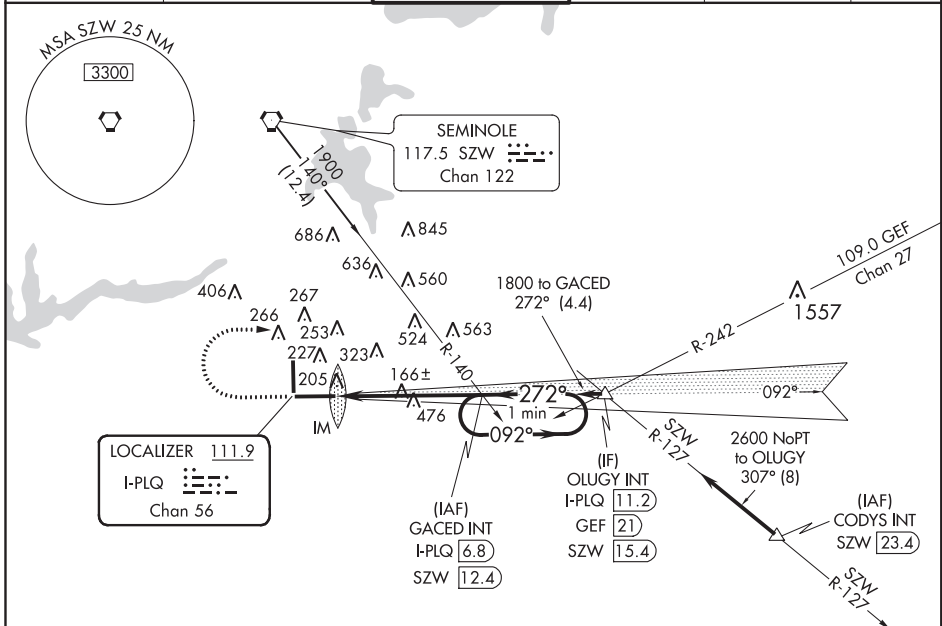 MSA SZW 25 NM
3300
SEMINOLE
117.5 SZW
Chan 122
1900
140°
(12.4)
686
845
636
560
1800 to GACED
272° (4.4)
109.0 GEF
Chan 27
1557
406
267
266
253
524
563
R-140
R-242
227
323
205
166±
476
272°
1 min
092°
092°
IM
LOCALIZER 111.9
I-PLQ
Chan 56
SZW
R-127
2600 NoPT
to OLUGY
307° (8)
(IF)
OLUGY INT
I-PLQ 11.2
GEF 21
SZW 15.4
(IAF)
GACED INT
I-PLQ 6.8
SZW 12.4
(IAF)
CODYS INT
SZW 23.4
SZW
R-127